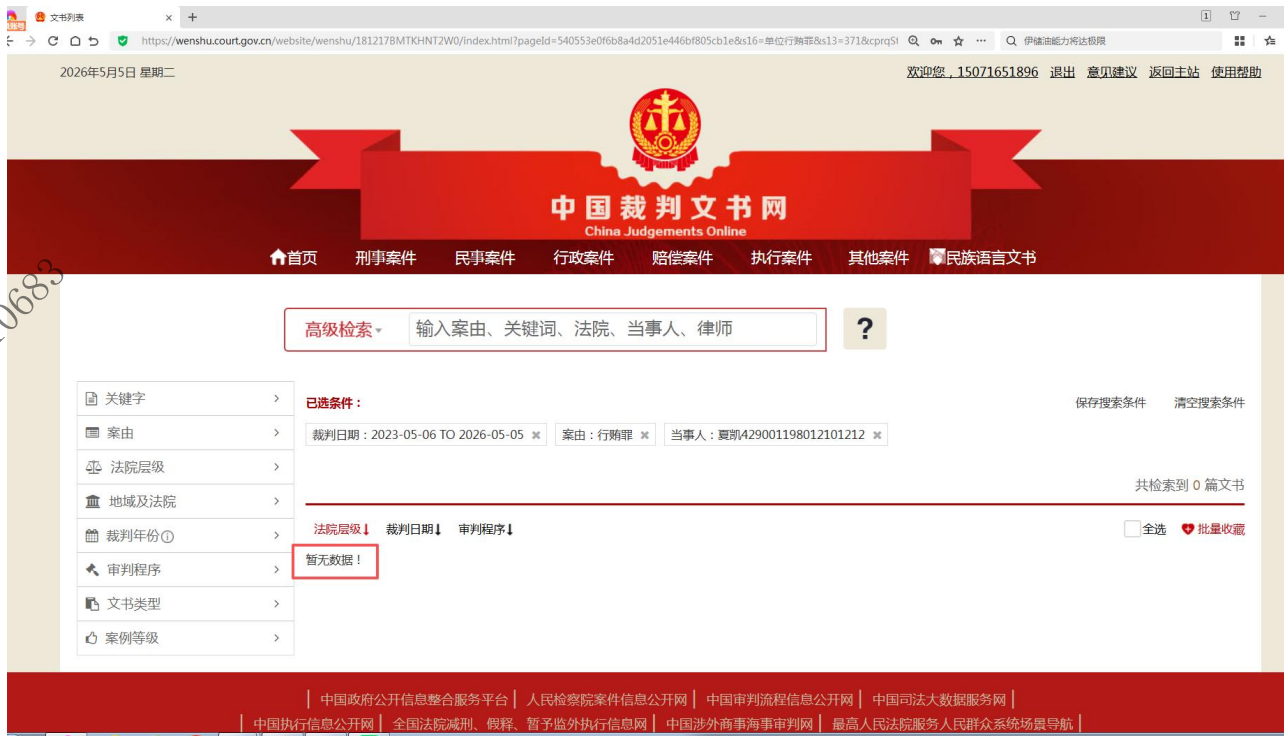 文书列表
https://wenshu.court.gov.cn/website/wenshu/181217BMTKHNT2W0/index.html?pageId=540553e0f6b8a4d2051e446bf805cb1e&s16=单位行贿罪&s13=371&cprqSt
伊储油能力将达极限
2026年5月5日 星期二
欢迎您，15071651896 退出 意见建议 返回主站 使用帮助
中国裁判文书网
China Judgements Online
首页 刑事案件 民事案件 行政案件 赔偿案件 执行案件 其他案件 民族语言文书
0683
高级检索 输入案由、关键词、法院、当事人、律师 ?
关键字
案由
法院层级
地域及法院
裁判年份
审判程序
文书类型
案例等级
已选条件：
保存搜索条件 清空搜索条件
裁判日期：2023-05-06 TO 2026-05-05 案由：行贿罪 当事人：夏凯429001198012101212
共检索到 0 篇文书
法院层级 裁判日期 审判程序
全选 批量收藏
暂无数据！
中国政府公开信息整合服务平台 | 人民检察院案件信息公开网 | 中国审判流程信息公开网 | 中国司法大数据服务网 |
中国执行信息公开网 | 全国法院减刑、假释、暂予监外执行信息网 | 中国涉外商事海事审判网 | 最高人民法院服务人民群众系统场景导航 |